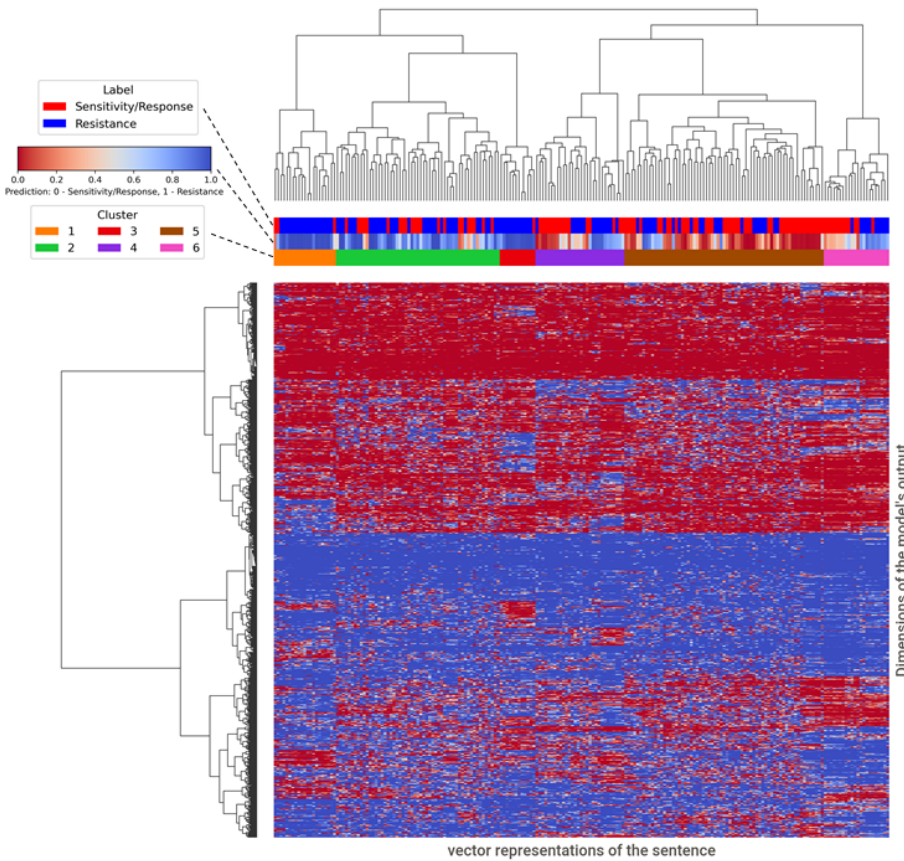 Label
Sensitivity/Response
Resistance
0.0 0.2 0.4 0.6 0.8 1.0
Prediction: 0 - Sensitivity/Response, 1 - Resistance
Cluster
1 3 5
2 4 6
Dimensions of the model's output
vector representations of the sentence